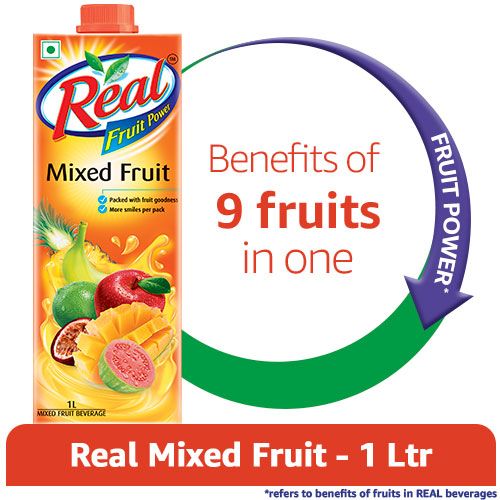 Real
TM
Fruit Power
Mixed Fruit
Packed with fruit goodness
More smiles per pack
1L
MIXED FRUIT BEVERAGE
Benefits of
9 fruits
in one
FRUIT POWER*
Real Mixed Fruit - 1 Ltr
*refers to benefits of fruits in REAL beverages